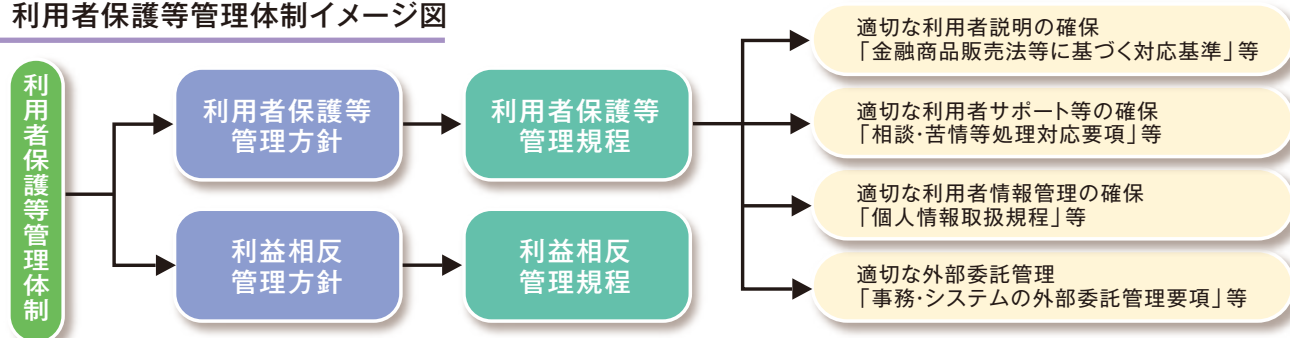 利用者保護等管理体制イメージ図
利用者保護等管理体制
利用者保護等
管理方針
利用者保護等
管理規程
利益相反
管理方針
利益相反
管理規程
適切な利用者説明の確保
「金融商品販売法等に基づく対応基準」等
適切な利用者サポート等の確保
「相談・苦情等処理対応要項」等
適切な利用者情報管理の確保
「個人情報取扱規程」等
適切な外部委託管理
「事務・システムの外部委託管理要項」等